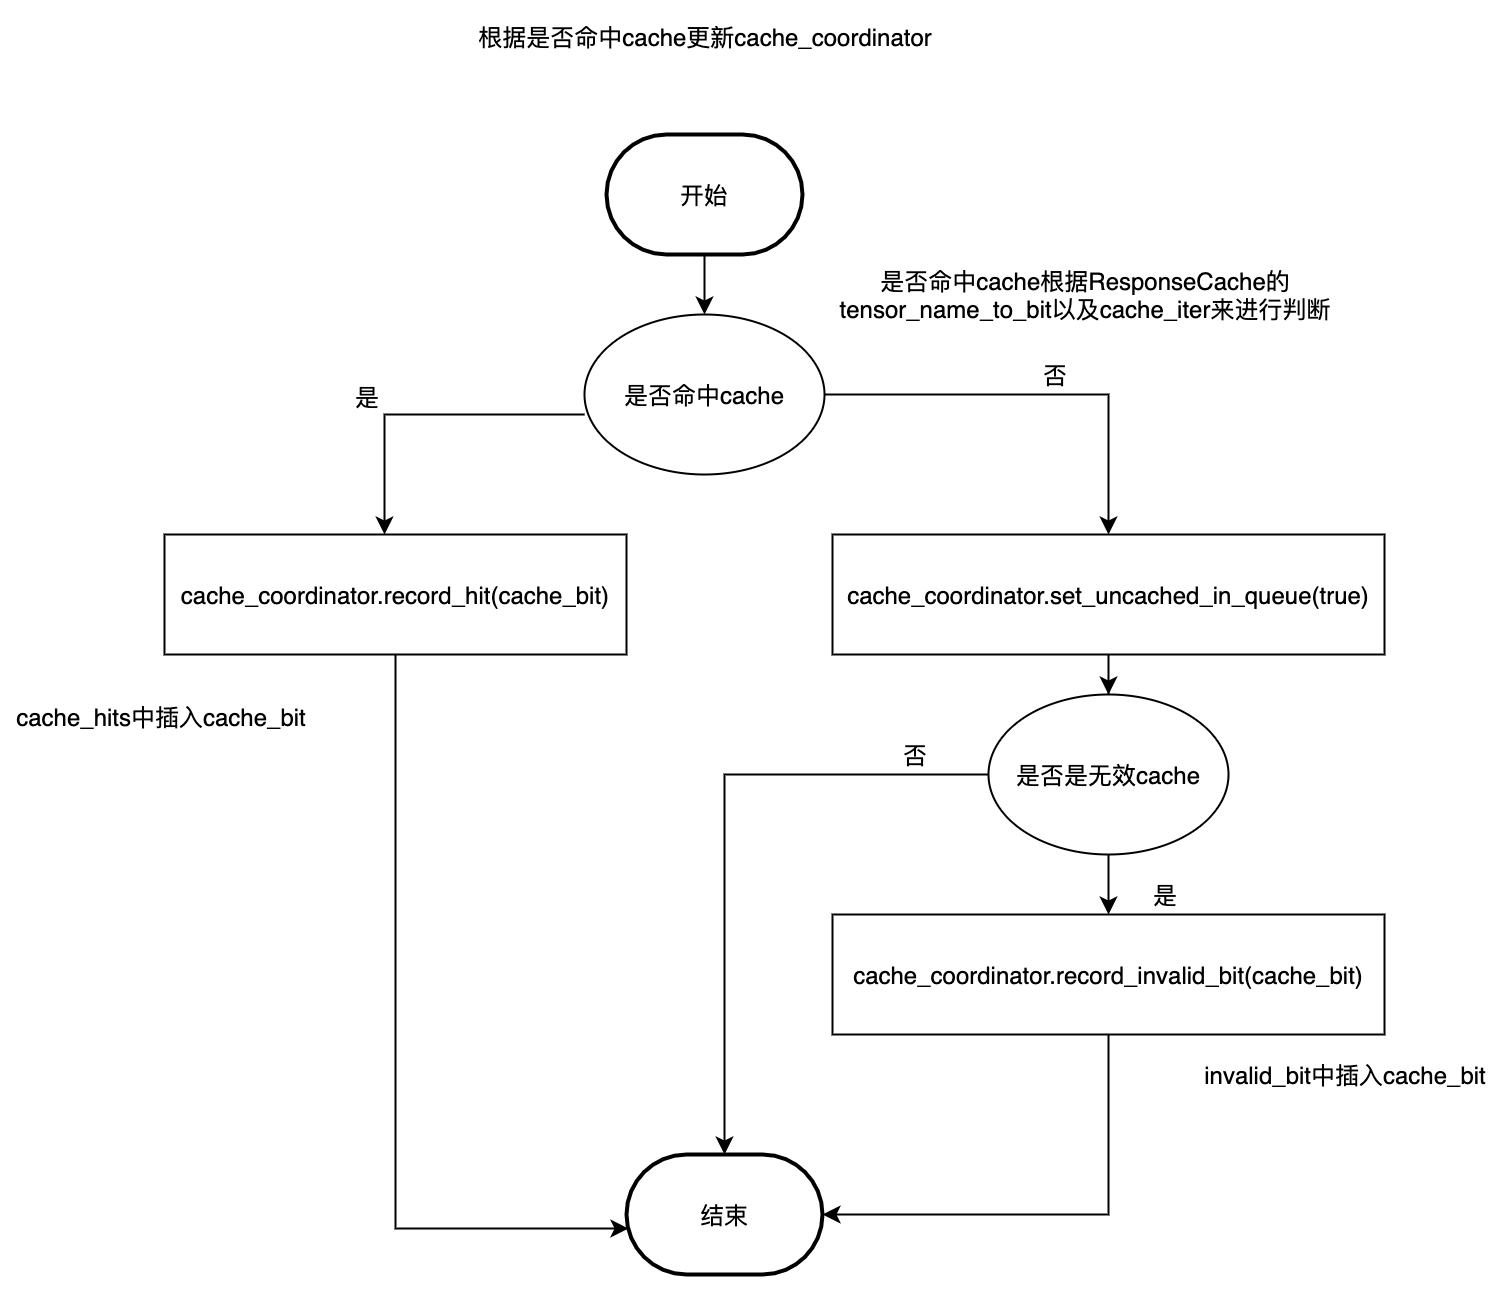 根据是否命中cache更新cache_coordinator
开始
是否命中cache根据ResponseCache的
tensor_name_to_bit以及cache_iter来进行判断
是否命中cache
是
否
cache_coordinator.record_hit(cache_bit)
cache_coordinator.set_uncached_in_queue(true)
cache_hits中插入cache_bit
否
是否是无效cache
是
cache_coordinator.record_invalid_bit(cache_bit)
invalid_bit中插入cache_bit
结束